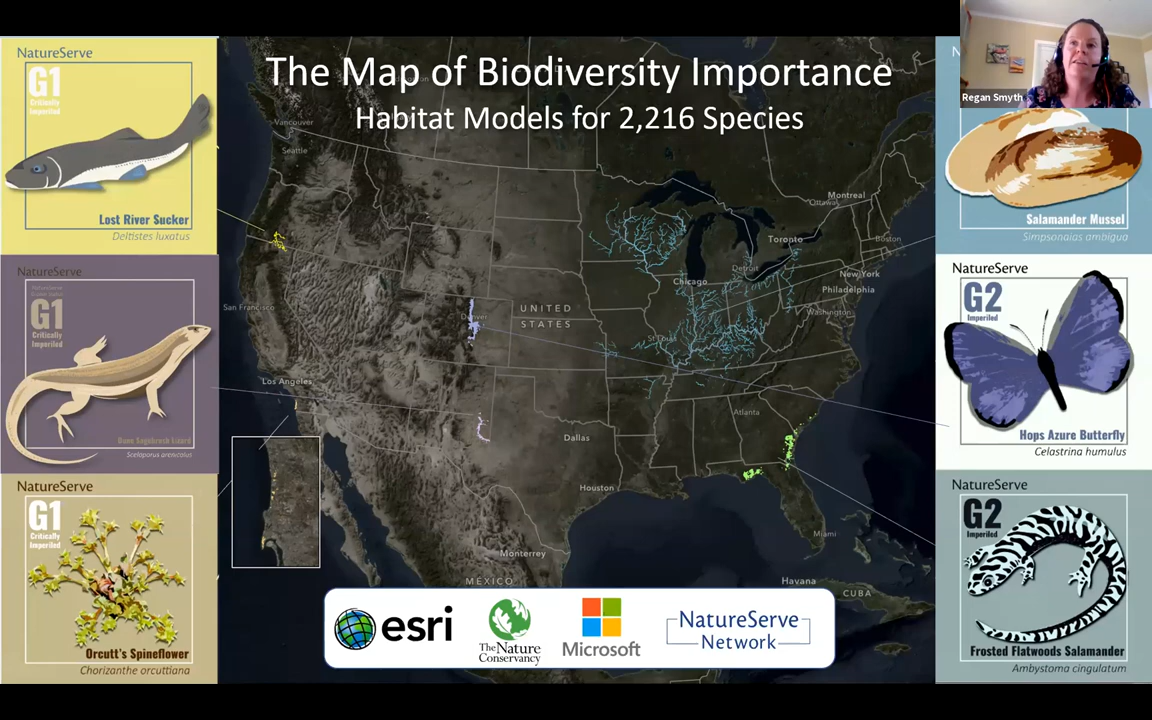 The Map of Biodiversity Importance
Habitat Models for 2,216 Species
Regan Smyth
NatureServe
G1
Critically
Imperiled
Lost River Sucker
Deltistes luxatus
NatureServe
G1
Critically
Imperiled
Sagebrush Lizard
Sceloporus arenicolus
NatureServe
G1
Critically
Imperiled
Orcutt's Spineflower
Chorizanthe orcuttiana
Vancouver
Seattle
San Francisco
Los Angeles
Denver
UNITED
STATES
Dallas
Houston
Monterrey
MÉXICO
Chicago
St Louis
Detroit
Toronto
Ottawa
Montreal
Boston
New York
Philadelphia
Washington
Atlanta
Miami
Havana
CUBA
esri
The Nature
Conservancy
Microsoft
NatureServe
Network
Salamander Mussel
Simpsonaias ambigua
NatureServe
G2
Imperiled
Hops Azure Butterfly
Celastrina humulus
NatureServe
G2
Imperiled
Frosted Flatwoods Salamander
Ambystoma cingulatum